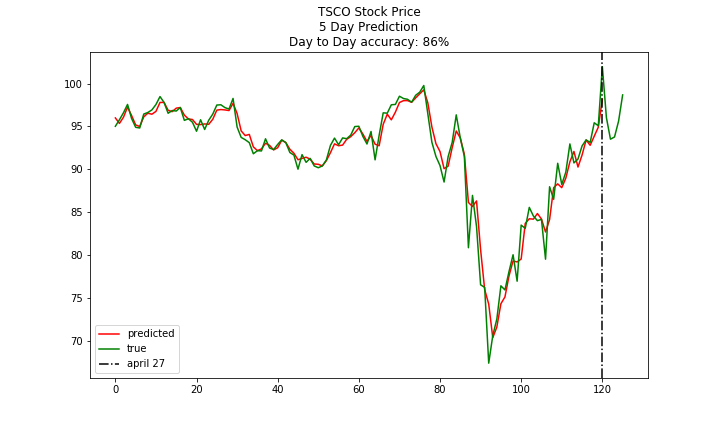 TSCO Stock Price
5 Day Prediction
Day to Day accuracy: 86%
100
95
90
85
80
75
70
predicted
true
april 27
0 20 40 60 80 100 120